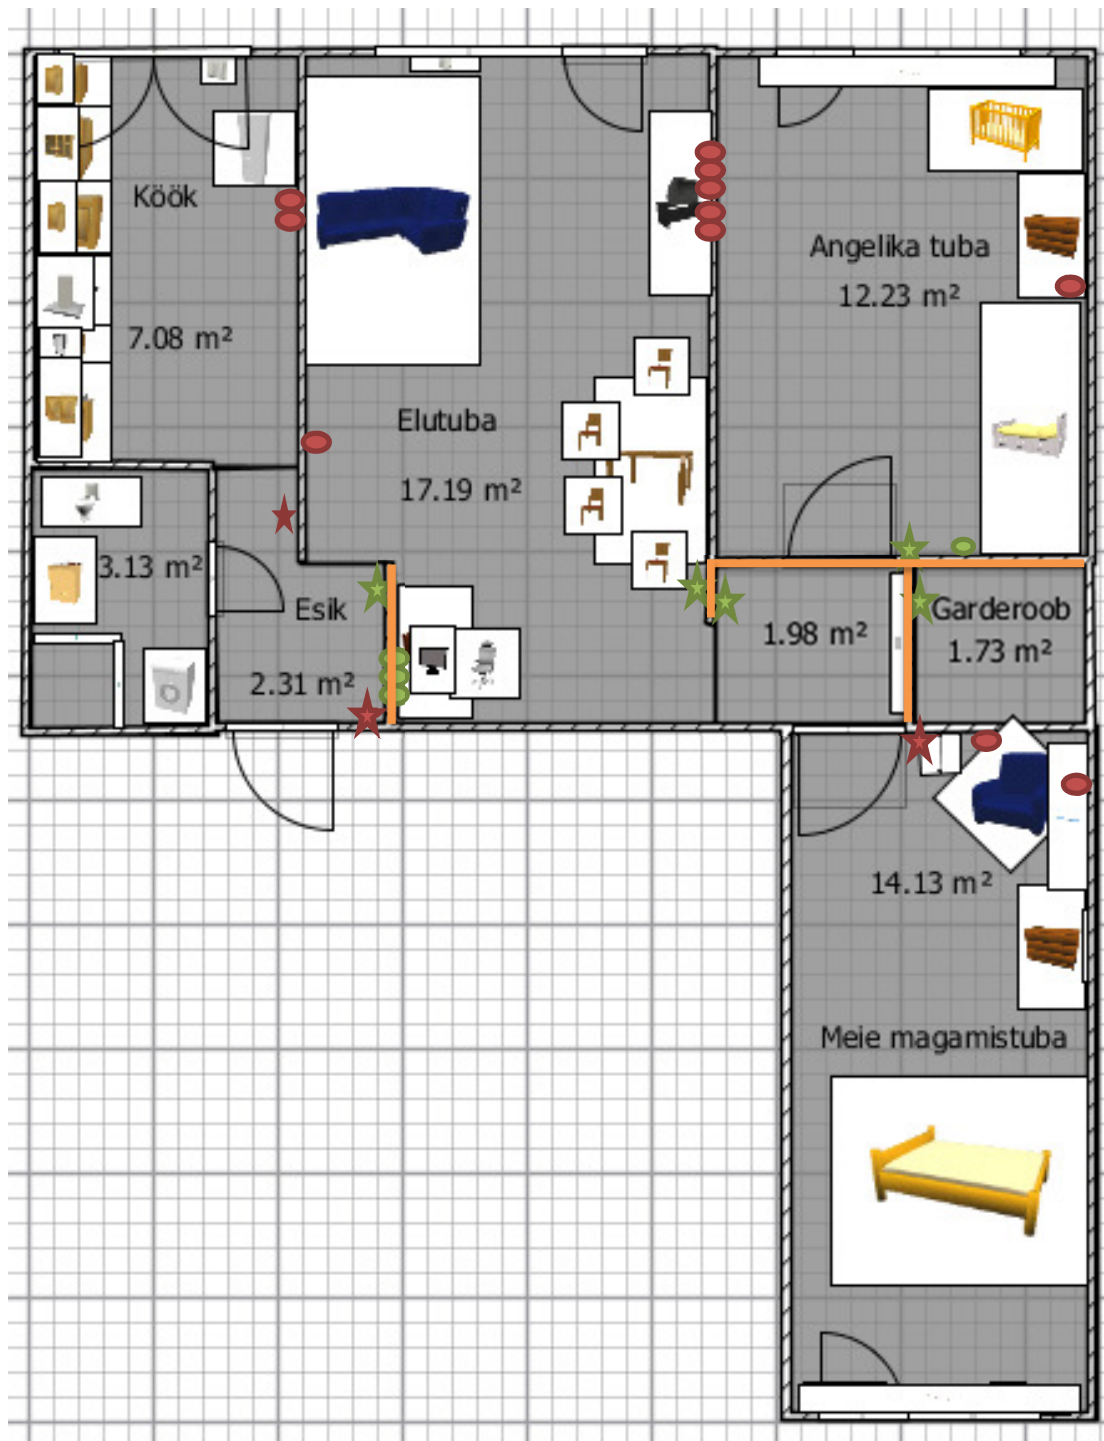 Köök
7.08 m²
Elutuba
17.19 m²
Angelika tuba
12.23 m²
3.13 m²
Esik
2.31 m²
1.98 m²
Garderoob
1.73 m²
14.13 m²
Meie magamistuba